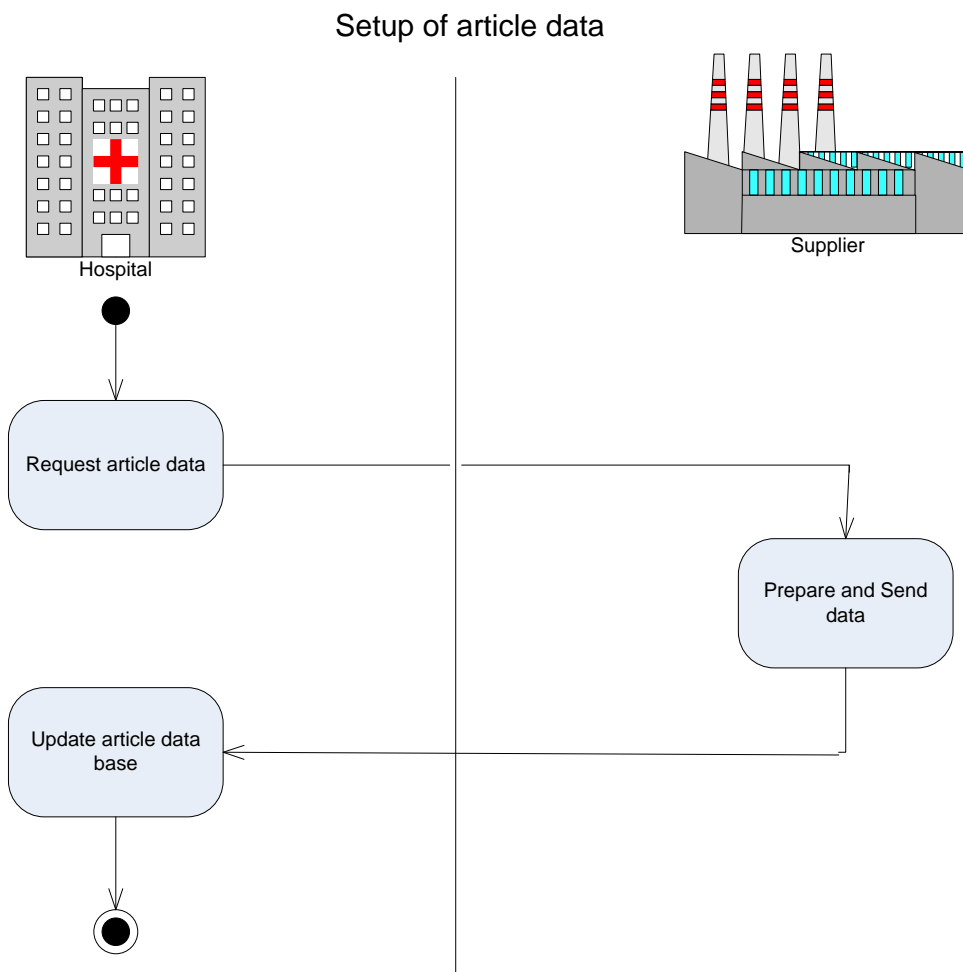 Setup of article data
Hospital
Supplier
Request article data
Prepare and Send
data
Update article data
base